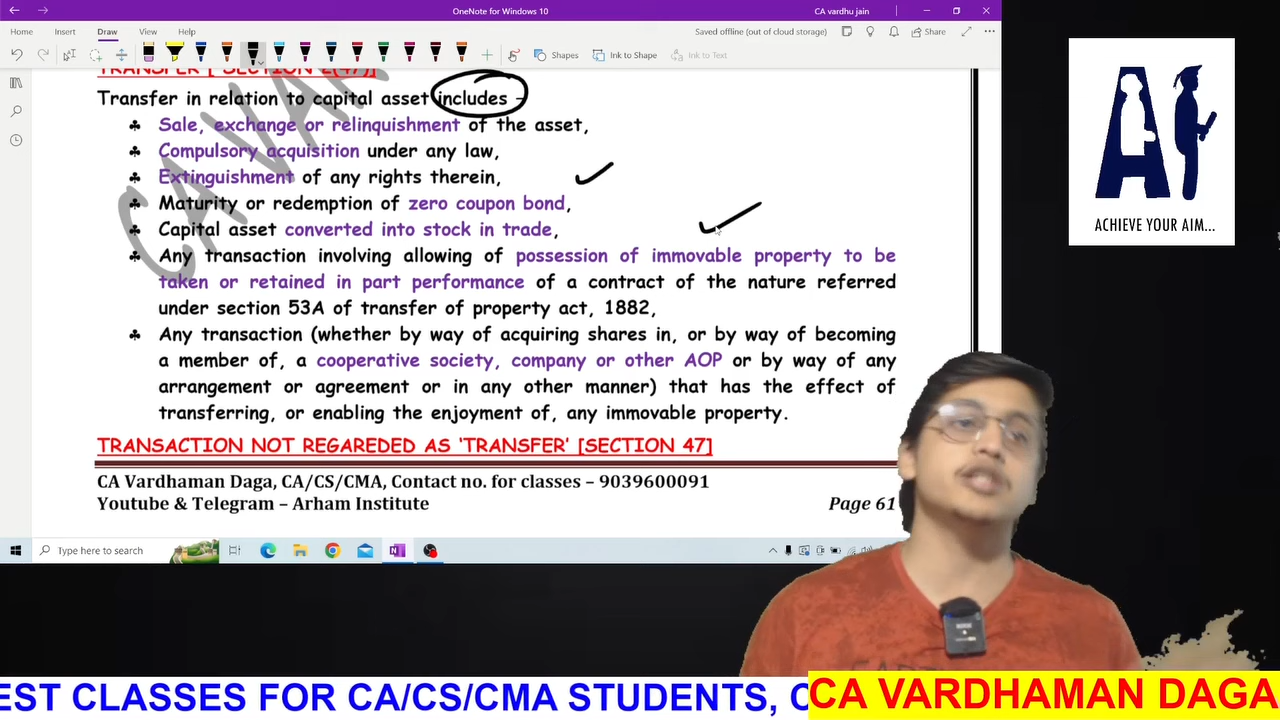 OneNote for Windows 10
CA vardhu jain
Home Insert Draw View Help
Saved offline (out of cloud storage)
Share
Shapes
Ink to Shape
Ink to Text
TRANSFER [ SECTION 2(47)]
Transfer in relation to capital asset includes –
Sale, exchange or relinquishment of the asset,
Compulsory acquisition under any law,
Extinguishment of any rights therein,
Maturity or redemption of zero coupon bond,
Capital asset converted into stock in trade,
Any transaction involving allowing of possession of immovable property to be
taken or retained in part performance of a contract of the nature referred
under section 53A of transfer of property act, 1882,
Any transaction (whether by way of acquiring shares in, or by way of becoming
a member of, a cooperative society, company or other AOP or by way of any
arrangement or agreement or in any other manner) that has the effect of
transferring, or enabling the enjoyment of, any immovable property.
TRANSACTION NOT REGAREDED AS ‘TRANSFER’ [SECTION 47]
CA Vardhaman Daga, CA/CS/CMA, Contact no. for classes – 9039600091
Youtube & Telegram – Arham Institute
Page 61
CA VAR
Type here to search
AI
ACHIEVE YOUR AIM...
EST CLASSES FOR CA/CS/CMA STUDENTS, C
CA VARDHAMAN DAGA